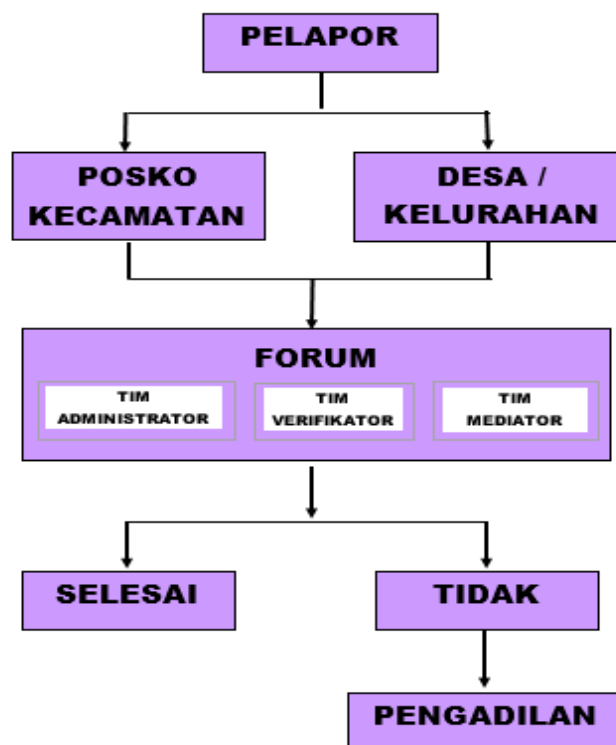 PELAPOR
POSKO
KECAMATAN
DESA /
KELURAHAN
FORUM
TIM
ADMINISTRATOR
TIM
VERIFIKATOR
TIM
MEDIATOR
SELESAI
TIDAK
PENGADILAN